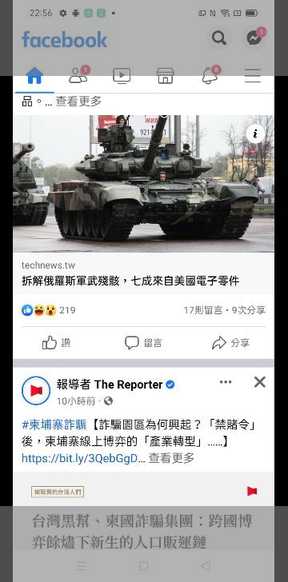 22:56
facebook
品。... 查看更多
technews.tw
拆解俄羅斯軍武殘骸，七成來自美國電子零件
219
17則留言・9次分享
讚
留言
分享
報導者 The Reporter
10小時前
#柬埔寨詐騙【詐騙園區為何興起？「禁賭令」
後，柬埔寨線上博弈的「產業轉型」......】
https://bit.ly/3QebGgD... 查看更多
台灣黑幫、柬國詐騙集團：跨國博
弈餘燼下新生的人口販運鏈